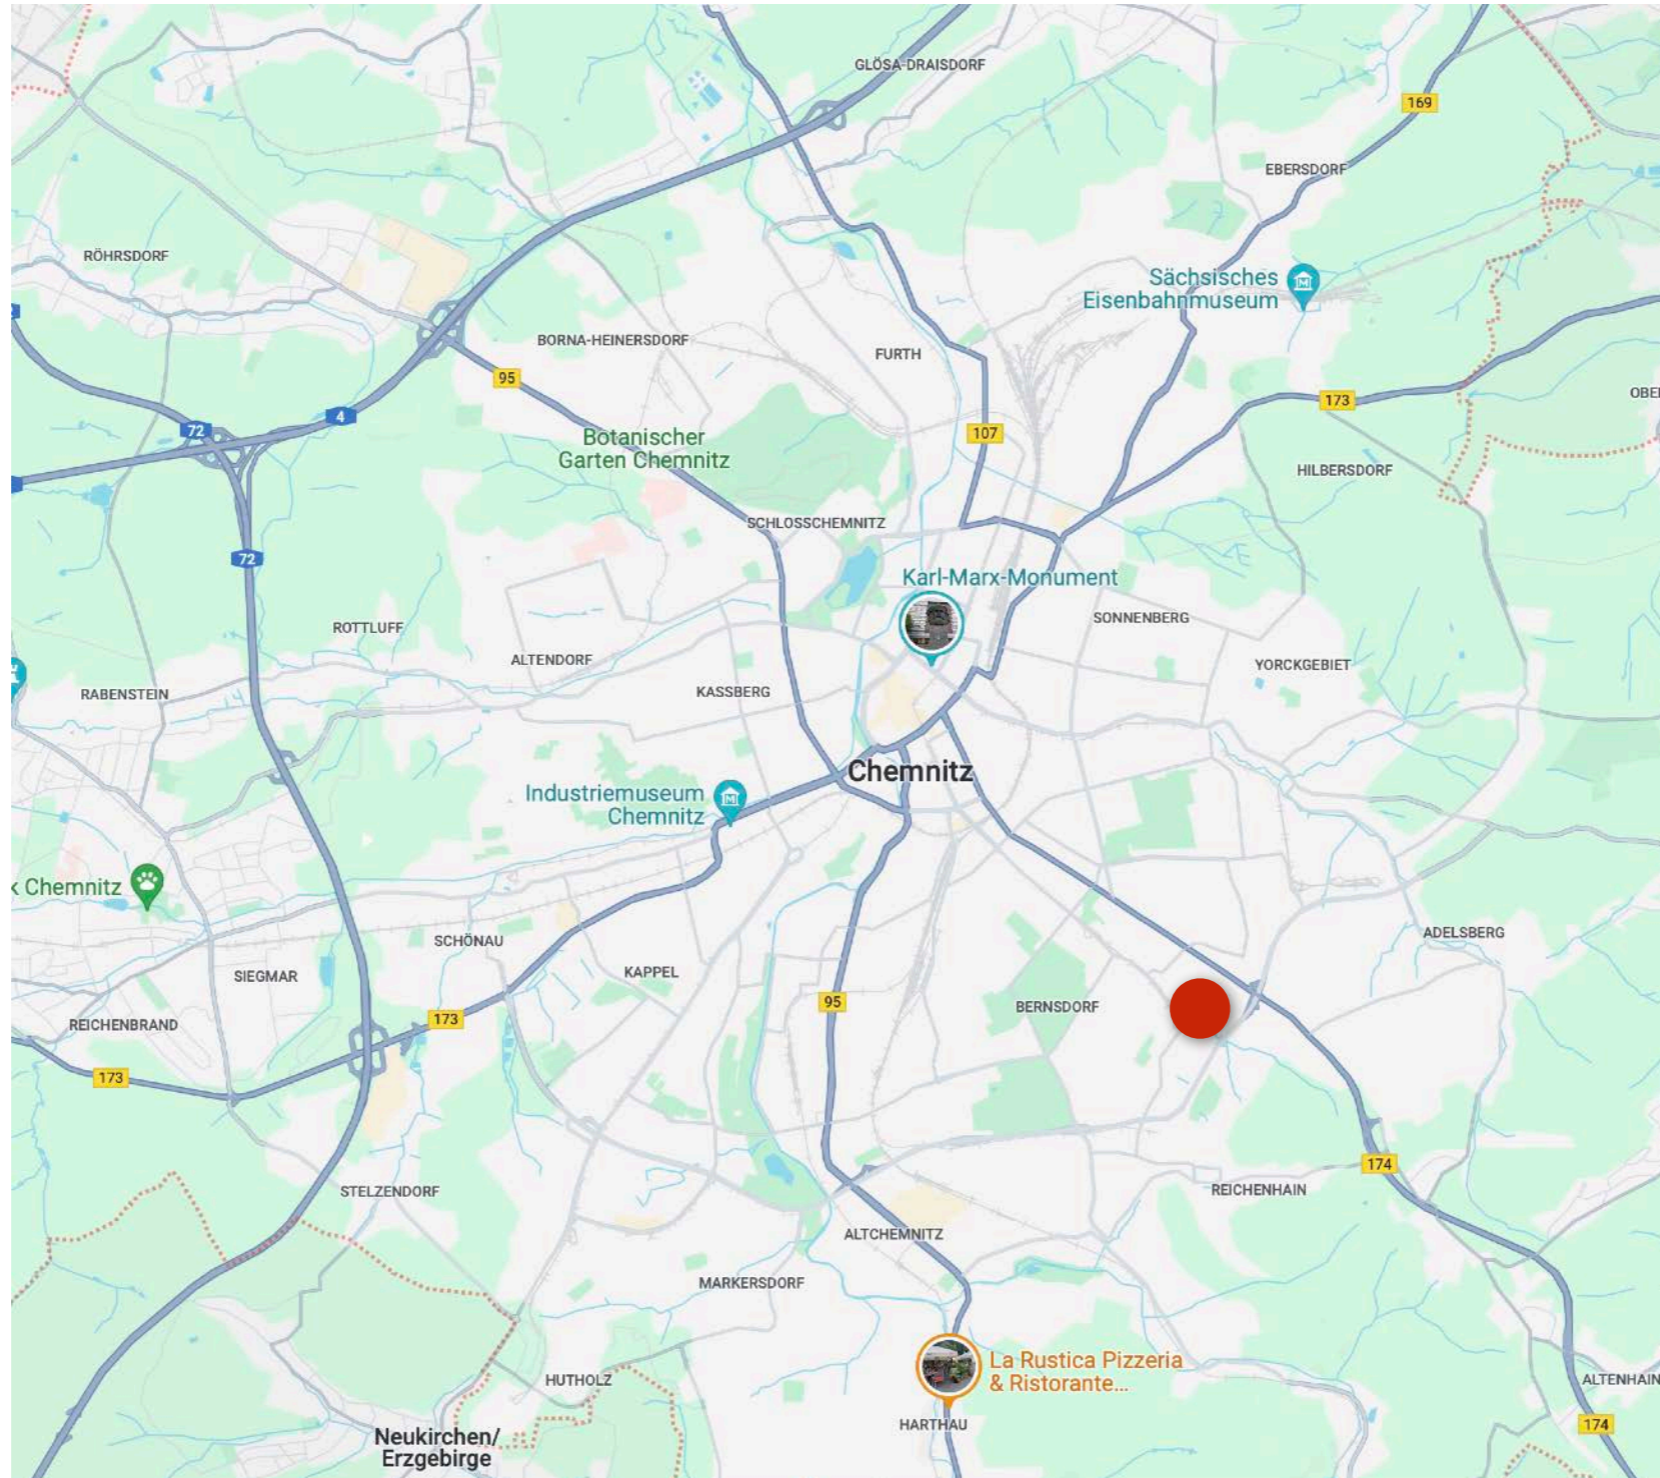 GLÖSA-DRAISDORF
169
EBERSDORF
RÖHRSDORF
Sächsisches
Eisenbahnmuseum
BORNA-HEINERSDORF
FURTH
95
173
OBE
4
72
107
Botanischer
Garten Chemnitz
HILBERSDORF
SCHLOSSCHEMNITZ
72
Karl-Marx-Monument
SONNENBERG
ROTTLUFF
ALTENDORF
YORCKGEBIET
RABENSTEIN
KASSBERG
Chemnitz
Industriemuseum
Chemnitz
k Chemnitz
ADELSBERG
SCHÖNAU
SIEGMAR
KAPPEL
95
BERNSDORF
REICHENBRAND
173
173
174
STELZENDORF
REICHENHAIN
ALTCHEMNITZ
MARKERSDORF
La Rustica Pizzeria
& Ristorante...
HUTHOLZ
ALTENHAIN
HARTHAU
174
Neukirchen/
Erzgebirge